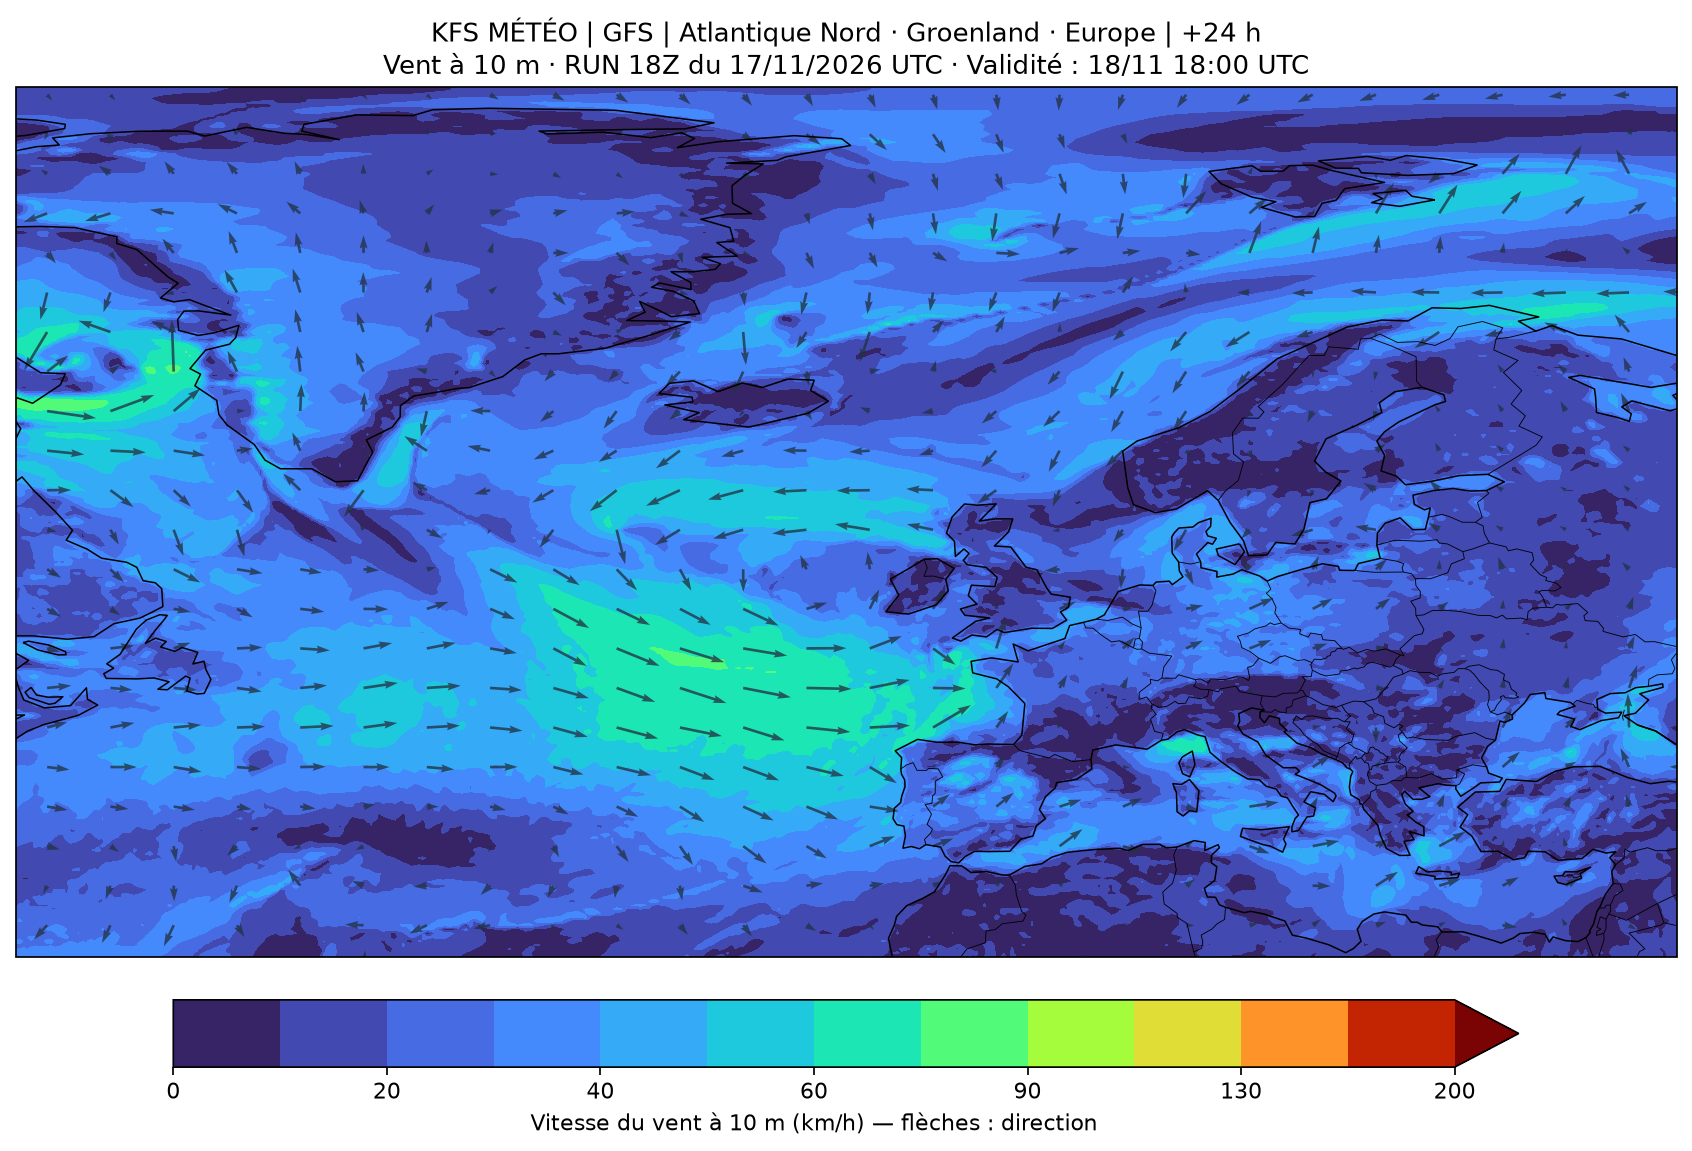 KFS MÉTÉO | GFS | Atlantique Nord · Groenland · Europe | +24 h
Vent à 10 m · RUN 18Z du 17/11/2026 UTC · Validité : 18/11 18:00 UTC
0 20 40 60 90 130 200
Vitesse du vent à 10 m (km/h) — flèches : direction